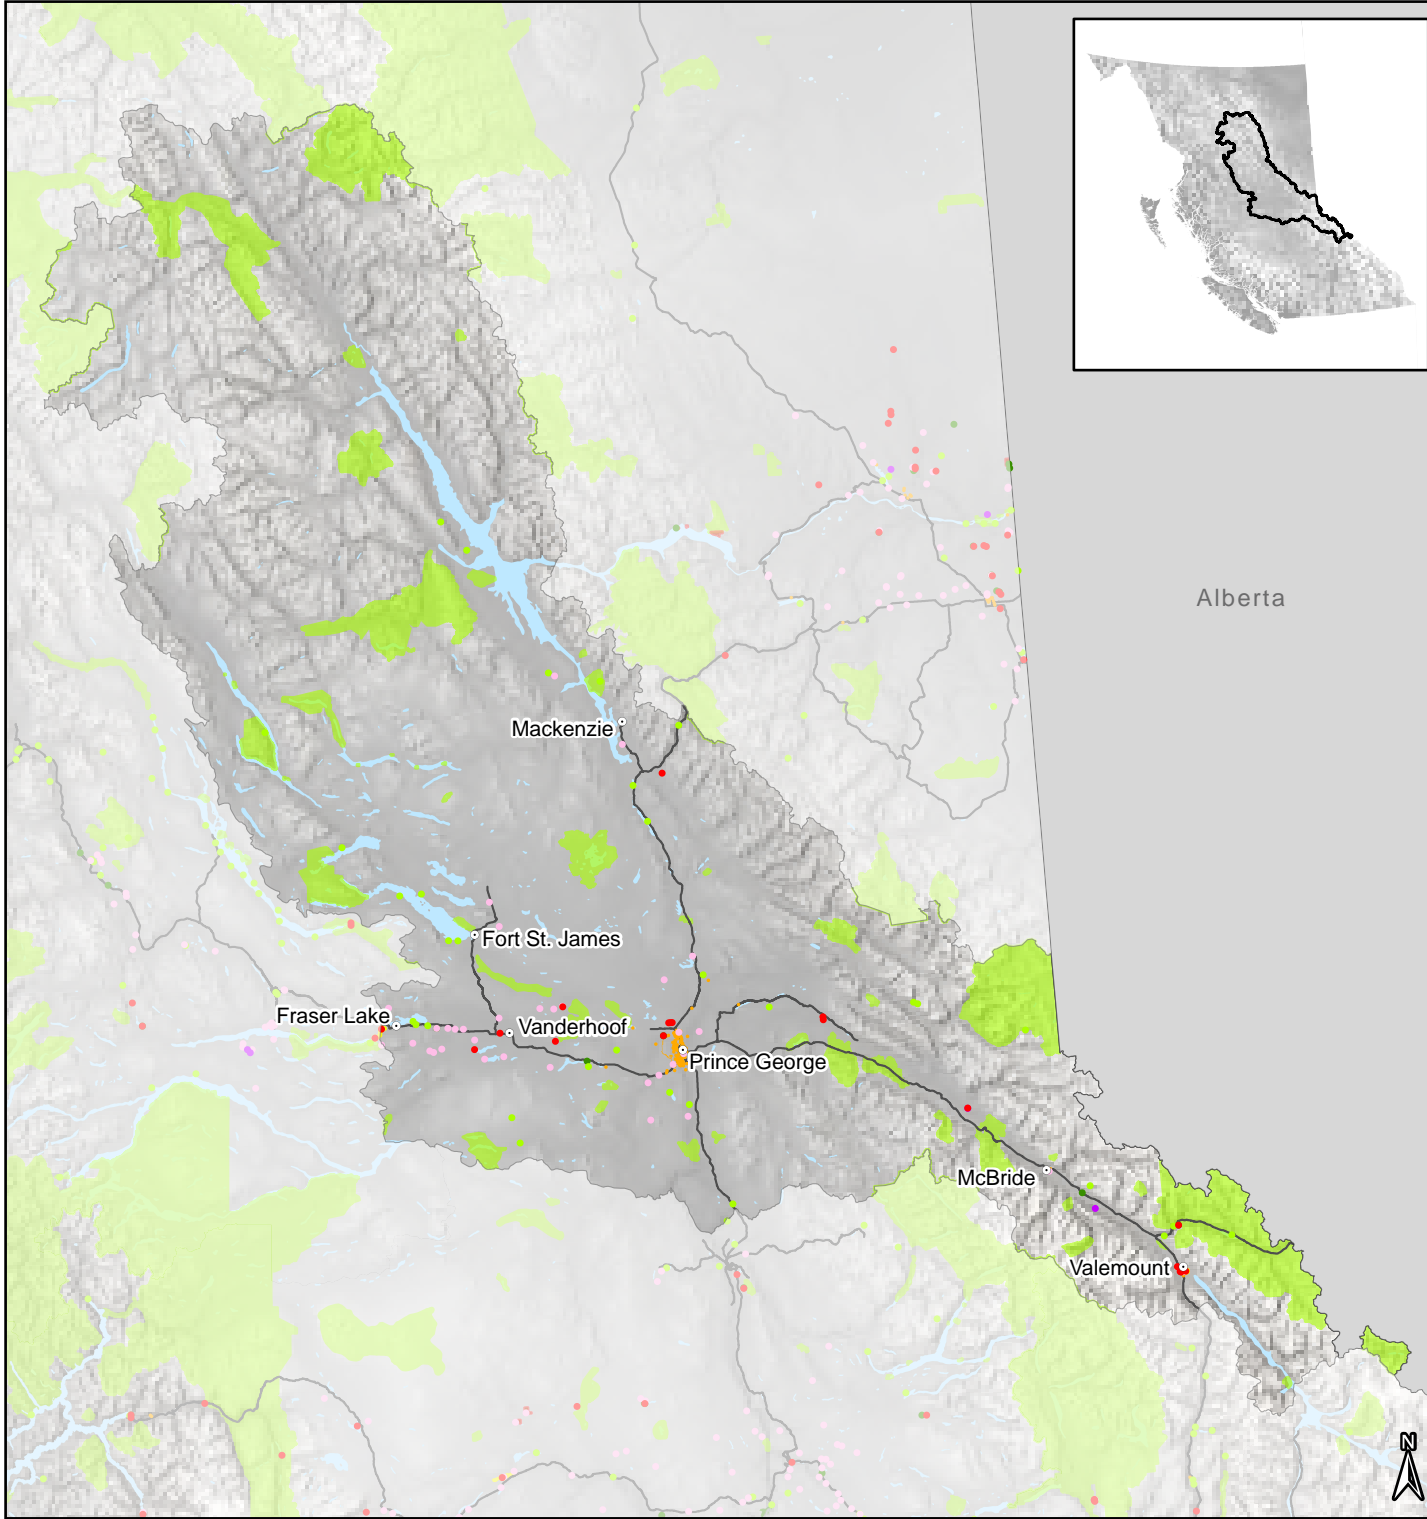 Alberta
Mackenzie
Fort St. James
Fraser Lake
Vanderhoof
Prince George
McBride
Valemount
N